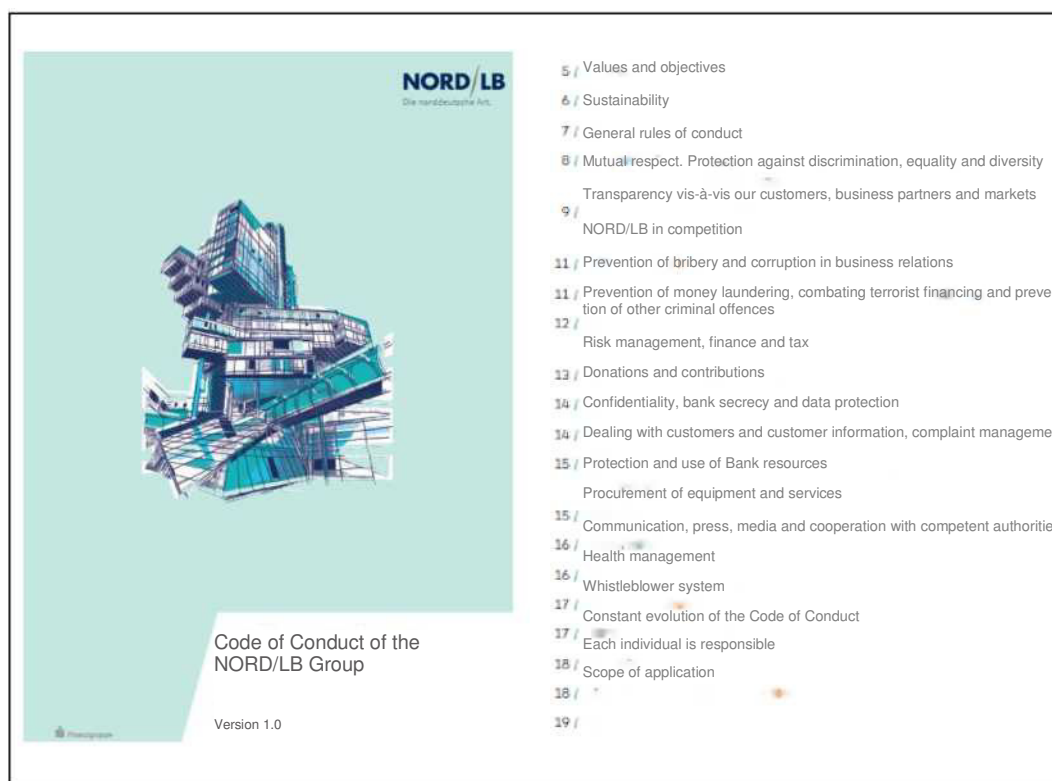 NORD/LB
Die norddeutsche Art.
Code of Conduct of the
NORD/LB Group
Version 1.0
Finanzgruppe
5 / Values and objectives
6 / Sustainability
7 / General rules of conduct
8 / Mutual respect. Protection against discrimination, equality and diversity
Transparency vis-à-vis our customers, business partners and markets
9 /
NORD/LB in competition
11 / Prevention of bribery and corruption in business relations
11 / Prevention of money laundering, combating terrorist financing and preve
tion of other criminal offences
12 /
Risk management, finance and tax
13 / Donations and contributions
14 / Confidentiality, bank secrecy and data protection
14 / Dealing with customers and customer information, complaint manageme
15 / Protection and use of Bank resources
Procurement of equipment and services
15 /
Communication, press, media and cooperation with competent authoritie
16 /
Health management
16 /
Whistleblower system
17 /
Constant evolution of the Code of Conduct
17 /
Each individual is responsible
18 /
Scope of application
18 /
19 /